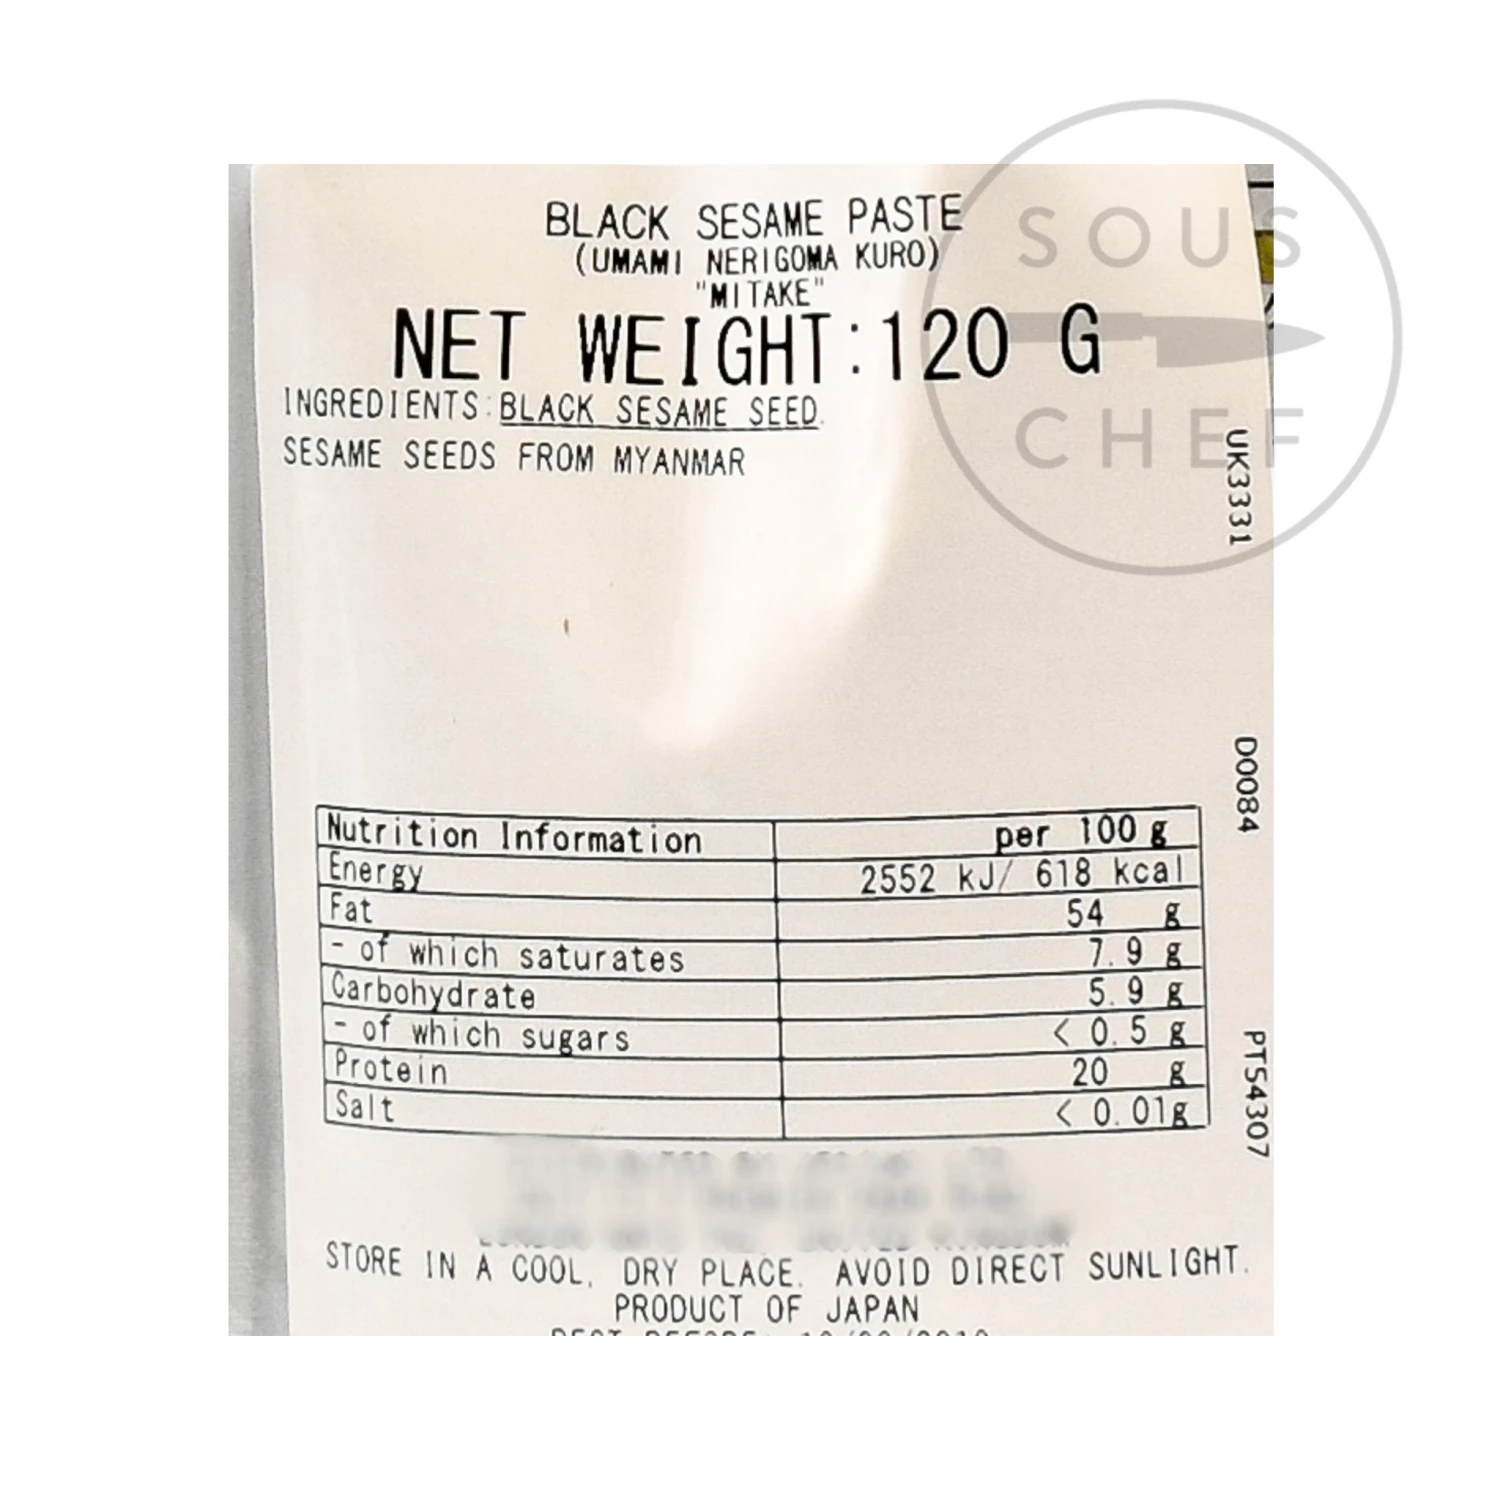 SOUS
CHEF
BLACK SESAME PASTE
(UMAMI NERIGOMA KURO)
"MITAKE"
NET WEIGHT:120 G
INGREDIENTS:BLACK SESAME SEED.
SESAME SEEDS FROM MYANMAR
UK3331
D0084
PT54307
Nutrition Information per 100 g
Energy 2552 kJ/ 618 kcal
Fat 54 g
- of which saturates 7.9 g
Carbohydrate 5.9 g
- of which sugars < 0.5 g
Protein 20 g
Salt < 0.01g
STORE IN A COOL, DRY PLACE. AVOID DIRECT SUNLIGHT.
PRODUCT OF JAPAN